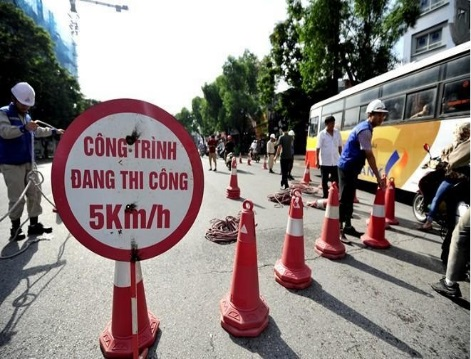 CÔNG TRÌNH
ĐANG THI CÔNG
5Km/h